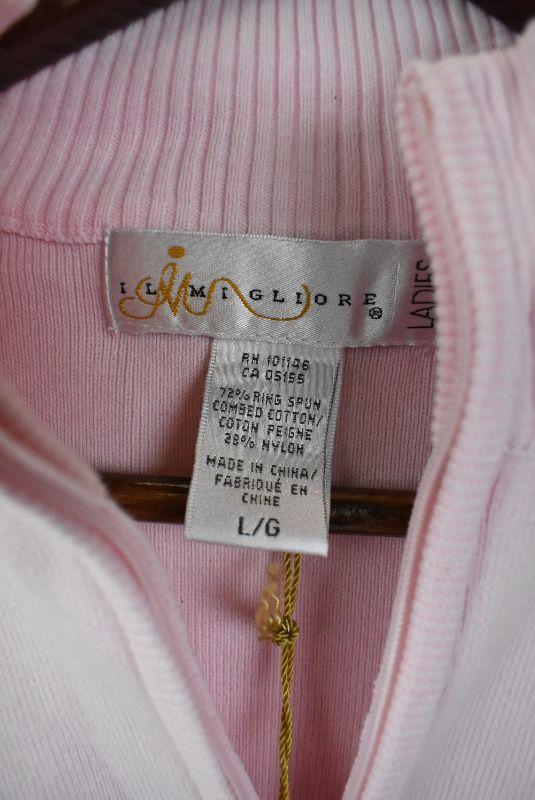 IL MIGLIORE ®
LADIES
RN 101146
CA 05155
72% RING SPUN
COMBED COTTON/
COTON PEIGNE
28% NYLON
MADE IN CHINA/
FABRIQUÉ EN
CHINE
L/G